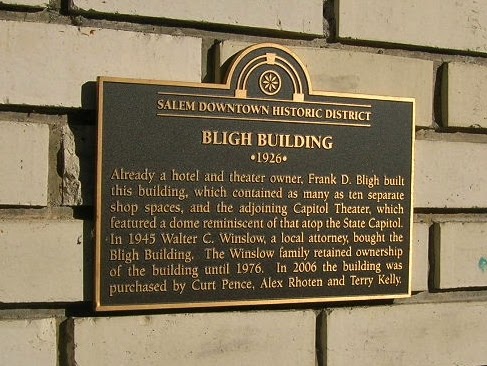 SALEM DOWNTOWN HISTORIC DISTRICT
BLIGH BUILDING
•1926•
Already a hotel and theater owner, Frank D. Bligh built
this building, which contained as many as ten separate
shop spaces, and the adjoining Capitol Theater, which
featured a dome reminiscent of that atop the State Capitol.
In 1945 Walter C. Winslow, a local attorney, bought the
Bligh Building. The Winslow family retained ownership
of the building until 1976. In 2006 the building was
purchased by Curt Pence, Alex Rhoten and Terry Kelly.